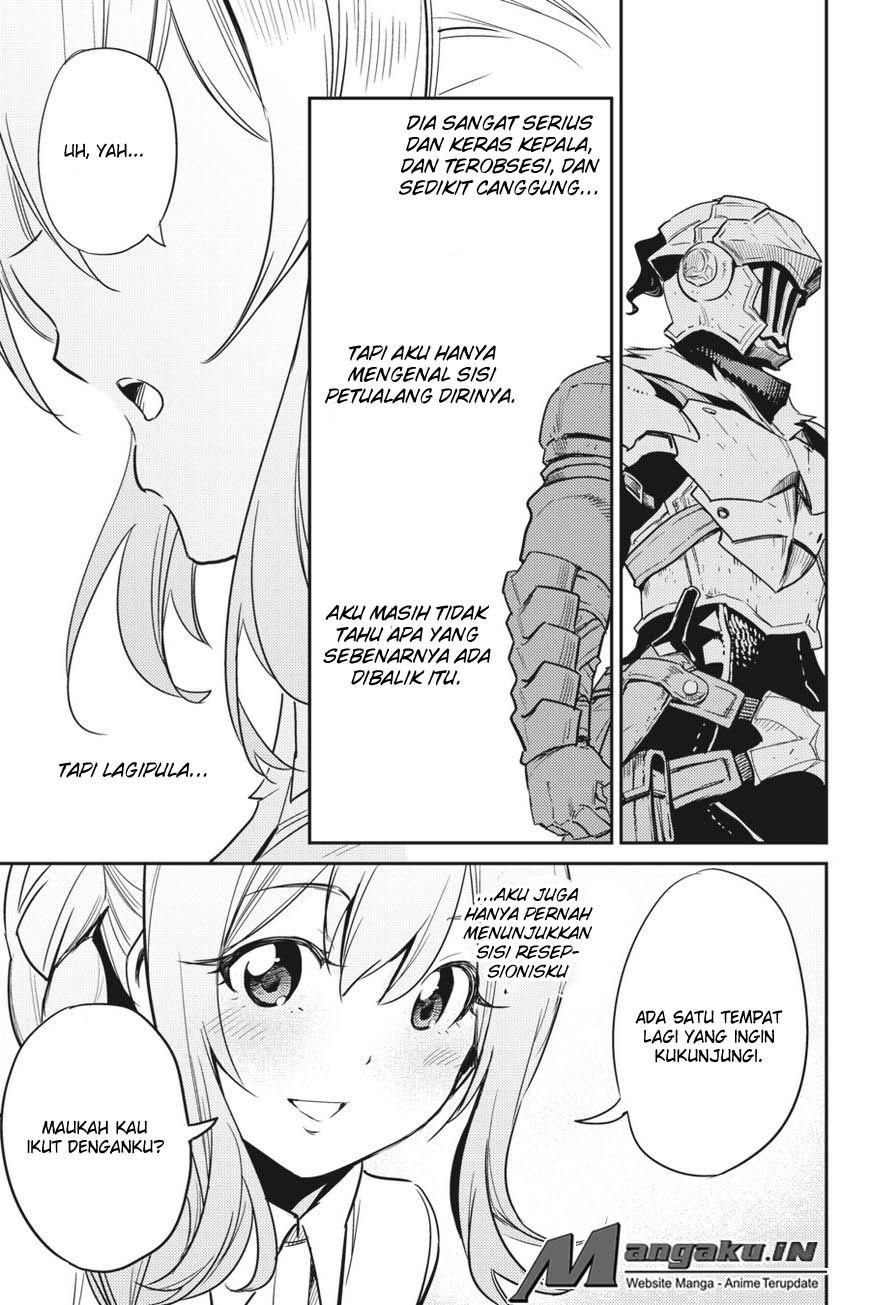 DIA SANGAT SERIUS
DAN KERAS KEPALA,
DAN TEROBSESI, DAN
SEDIKIT CANGGUNG...
TAPI AKU HANYA
MENGENAL SISI
PETUALANG DIRINYA.
AKU MASIH TIDAK
TAHU APA YANG
SEBENARNYA ADA
DIBALIK ITU.
UH, YAH...
TAPI LAGIPULA...
...AKU JUGA
HANYA PERNAH
MENUNJUKKAN
SISI RESEP-
SIONISKU
ADA SATU TEMPAT
LAGI YANG INGIN
KUKUNJUNGI.
MAUKAH KAU
IKUT DENGANKU?
Mangaku.iN
Website Manga - Anime Terupdate